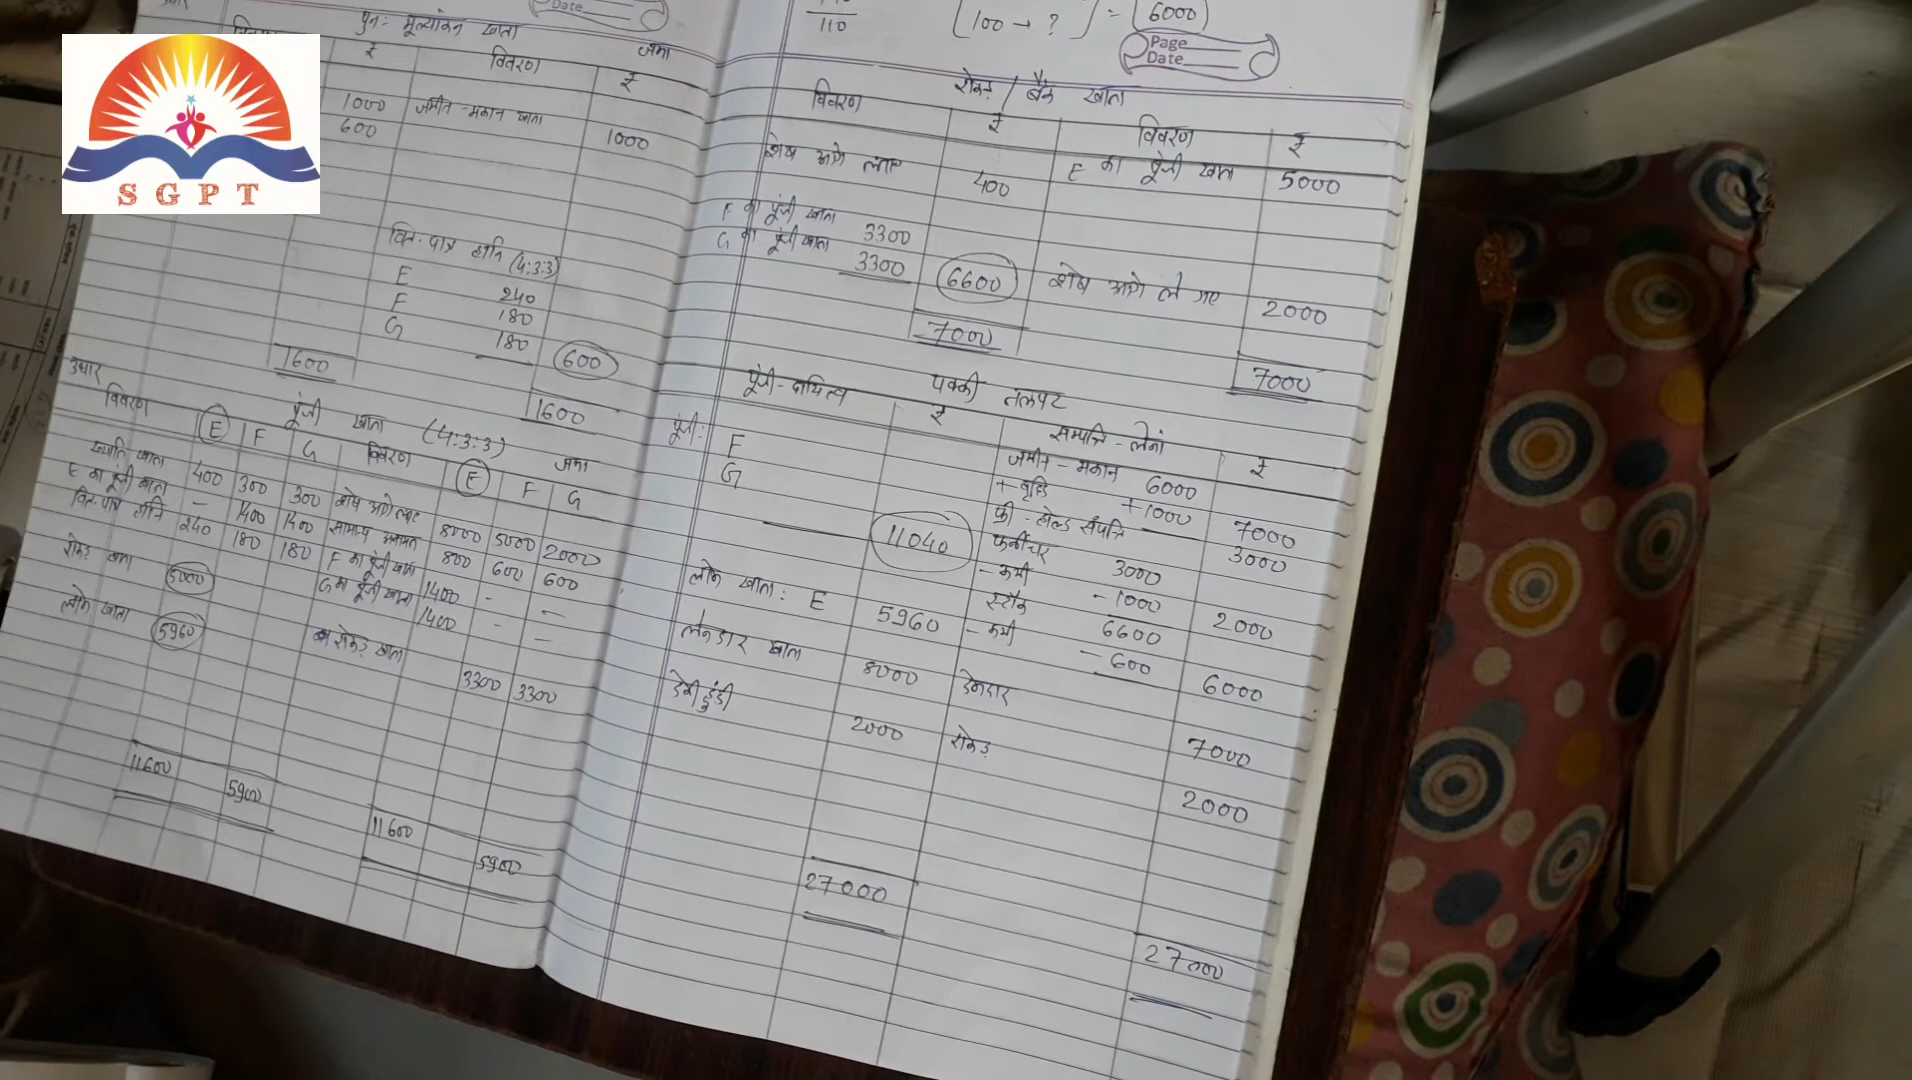 SGPT
Date
पुनः मूल्यांकन खाता
जमा
₹ विवरण ₹
1000 जमीन-मकान खाता 1000
600
वि.-पात्र हानि (4:3:3)
E 240
F 180
G 180 600
1600 1600
उधार पूंजी खाता (4:3:3) जमा
विवरण E F G विवरण E F G
ख्याति खाता 400 300 300 शेष आगे लाए 8000 5000 2000
E का पूंजी खाता – 1400 1400 सामान्य अनामत 800 600 600
वि.-पात्र हानि 240 180 180 F का पूंजी खाता 1400 - –
रोकड़ खाता 5000 G का पूंजी खाता 1400 - –
लोन खाता 5960 रोकड़ खाता 3300 3300
11600 5900 11600 5900
110 [100 → ?] = [6000]
Page
Date
रोकड़ / बैंक खाता
विवरण ₹ विवरण ₹
शेष आगे लाए 400 E का पूंजी खाता 5000
F का पूंजी खाता 3300
G का पूंजी खाता 3300 6600 शेष आगे ले गए 2000
7000 7000
पक्की तलपट
पूंजी-दायित्व ₹ सम्पत्ति-लेना ₹
पूंजी: जमीन-मकान 6000
F + वृद्धि +1000 7000
G फ्री-होल्ड संपत्ति 3000
11040 फर्नीचर 3000
- कमी -1000 2000
लोन खाता: E 5960 स्टॉक 6600
- कमी -600 6000
लेनदार खाता 8000 देनदार 7000
देवी हुंडी 2000 रोकड़ 2000
27000 27000